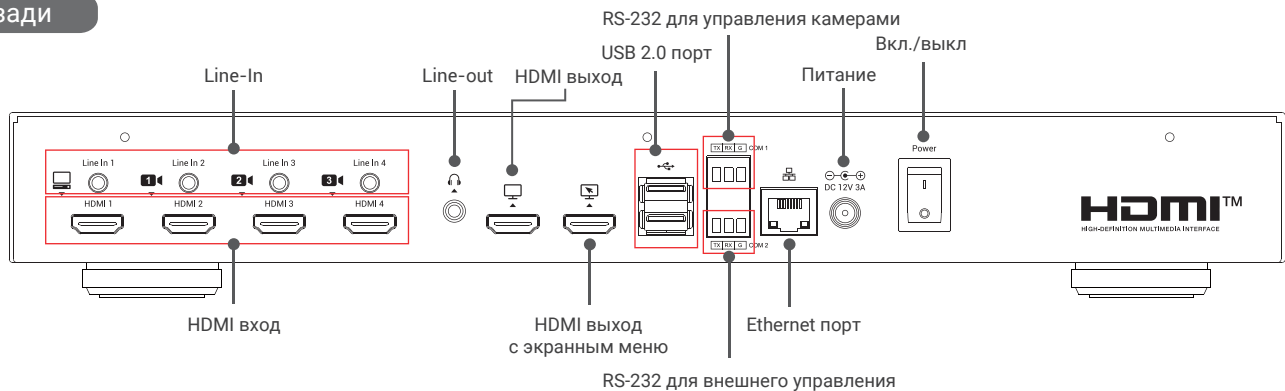 зади
RS-232 для управления камерами
USB 2.0 порт
Вкл./выкл
Line-In
Line-out
HDMI выход
Питание
TX RX G COM 1
Power
Line In 1
Line In 2
Line In 3
Line In 4
1
2
3
DC 12V 3A
HDMI 1
HDMI 2
HDMI 3
HDMI 4
HDMI™
HIGH-DEFINITION MULTIMEDIA INTERFACE
TX RX G COM 2
HDMI вход
HDMI выход
с экранным меню
Ethernet порт
RS-232 для внешнего управления